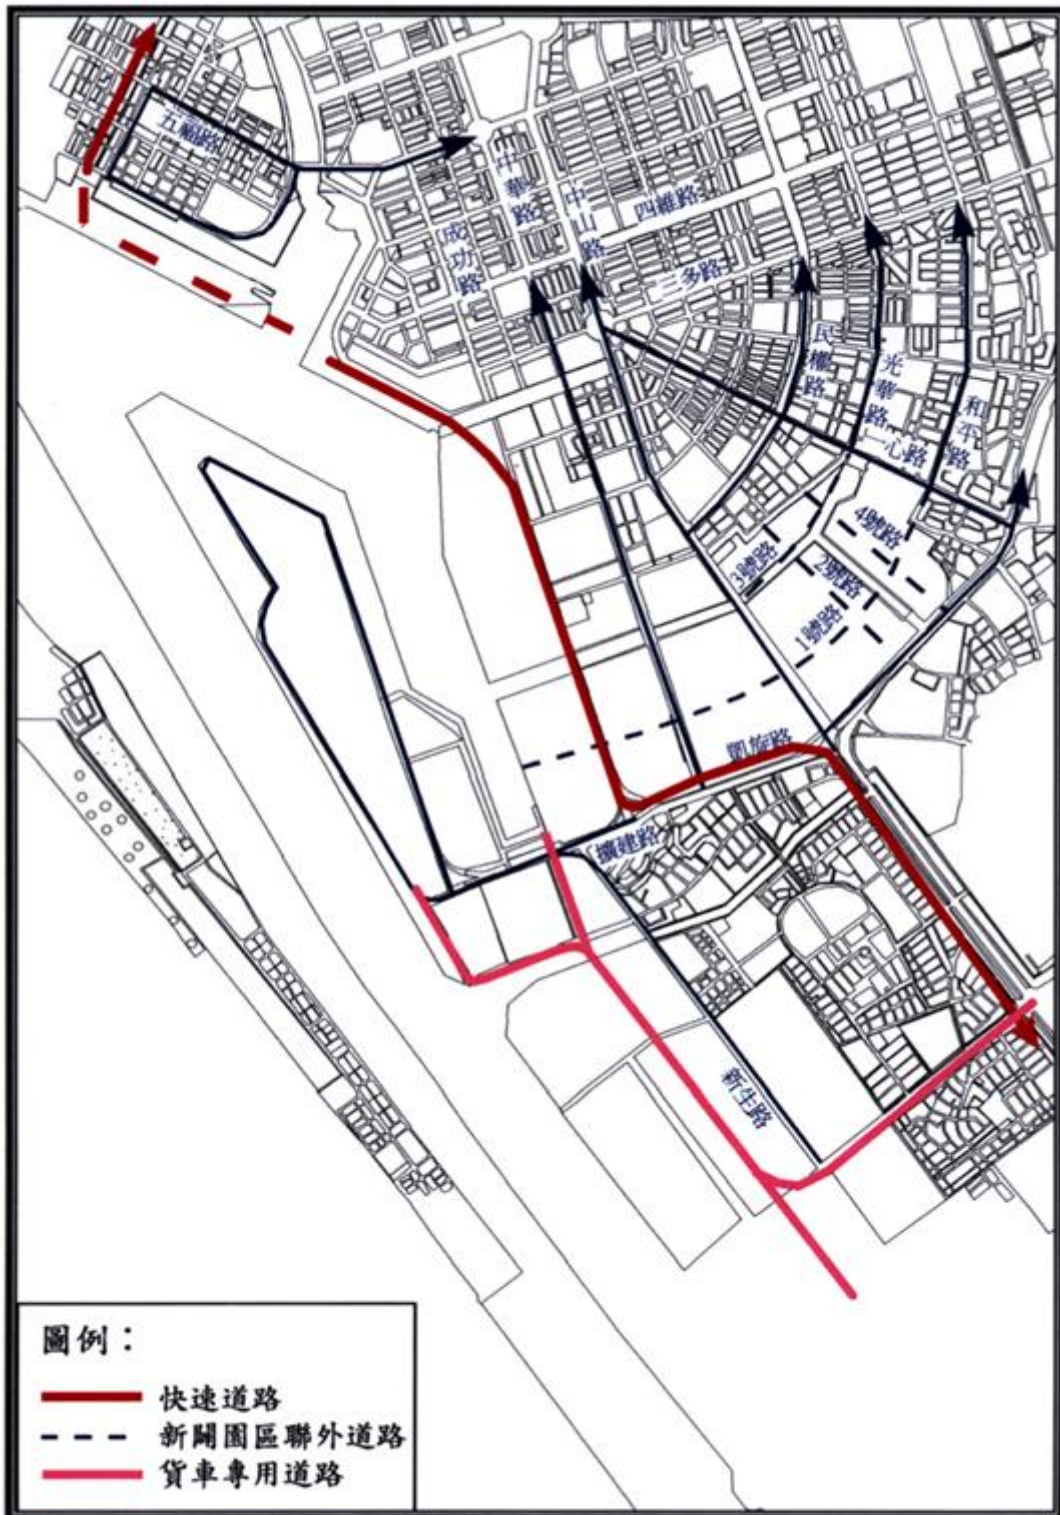 五福路
中華路
中山路
四維路
成功路
三多路
民權路
光華路
和平路
一心路
4號路
3號路
2號路
1號路
凱旋路
擴建路
新生路
圖例：
快速道路
新闢園區聯外道路
貨車專用道路